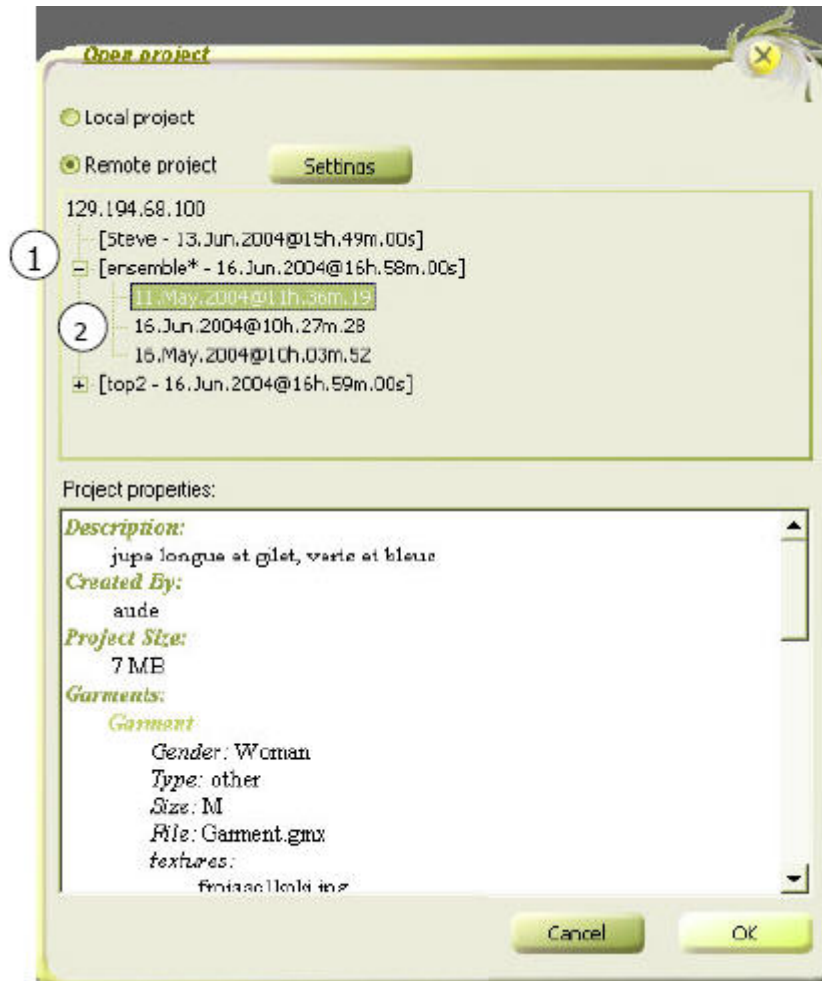 Open project
Local project
Remote project Settings
129.194.68.100
1
[Steve - 13.Jun.2004@15h.49m.00s]
[ensemble* - 16.Jun.2004@16h.58m.00s]
11.May.2004@11h.36m.19
2
16.Jun.2004@10h.27m.28
16.May.2004@10h.03m.52
[top2 - 16.Jun.2004@16h.59m.00s]
Project properties:
Description:
jupe longue et gilet, verts et bleus
Created By:
aude
Project Size:
7 MB
Garments:
Garment
Gender: Woman
Type: other
Size: M
File: Garment.gmx
textures:
Cancel OK